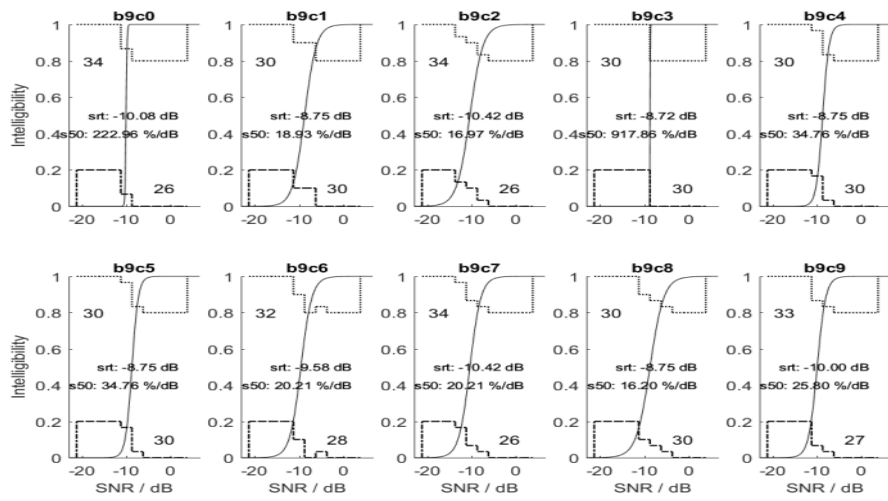 b9c0 b9c1 b9c2 b9c3 b9c4
1 1 1 1 1
34 30 34 30 30
0.8 0.8 0.8 0.8 0.8
0.6 0.6 0.6 0.6 0.6
srt: -10.08 dB srt: -8.75 dB srt: -10.42 dB srt: -8.72 dB srt: -8.75 dB
Intelligibility
0.4 0.4 0.4 0.4 0.4
s50: 222.96 %/dB s50: 18.93 %/dB s50: 16.97 %/dB s50: 917.86 %/dB s50: 34.76 %/dB
0.2 0.2 0.2 0.2 0.2
26 30 26 30 30
0 0 0 0 0
-20 -10 0 -20 -10 0 -20 -10 0 -20 -10 0 -20 -10 0
b9c5 b9c6 b9c7 b9c8 b9c9
1 1 1 1 1
30 32 34 30 33
0.8 0.8 0.8 0.8 0.8
0.6 0.6 0.6 0.6 0.6
srt: -8.75 dB srt: -9.58 dB srt: -10.42 dB srt: -8.75 dB srt: -10.00 dB
Intelligibility
0.4 0.4 0.4 0.4 0.4
s50: 34.76 %/dB s50: 20.21 %/dB s50: 20.21 %/dB s50: 16.20 %/dB s50: 25.80 %/dB
0.2 0.2 0.2 0.2 0.2
30 28 26 30 27
0 0 0 0 0
-20 -10 0 -20 -10 0 -20 -10 0 -20 -10 0 -20 -10 0
SNR / dB SNR / dB SNR / dB SNR / dB SNR / dB